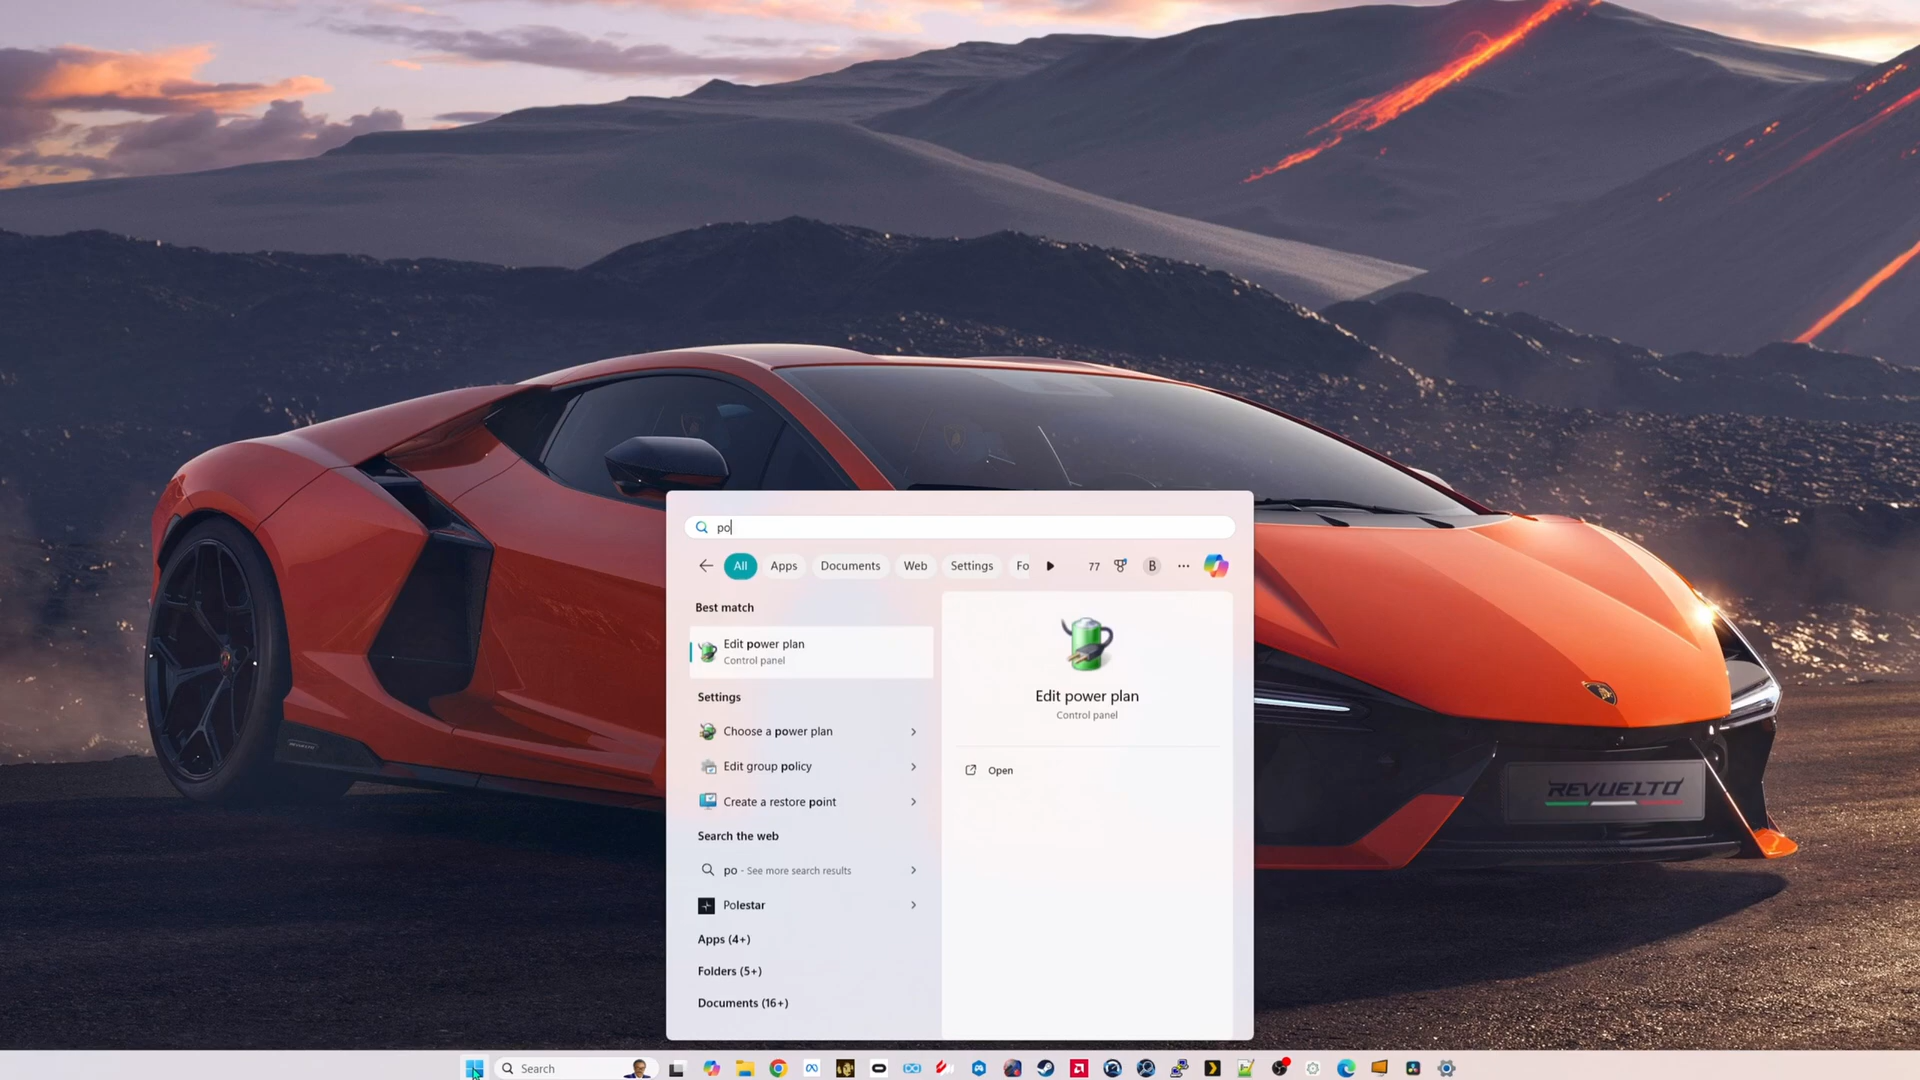 po
All Apps Documents Web Settings Fo 77 B
Best match
Edit power plan
Control panel
Settings
Choose a power plan
Edit group policy
Create a restore point
Search the web
po - See more search results
Polestar
Apps (4+)
Folders (5+)
Documents (16+)
Edit power plan
Control panel
Open
REVUELTO
Search